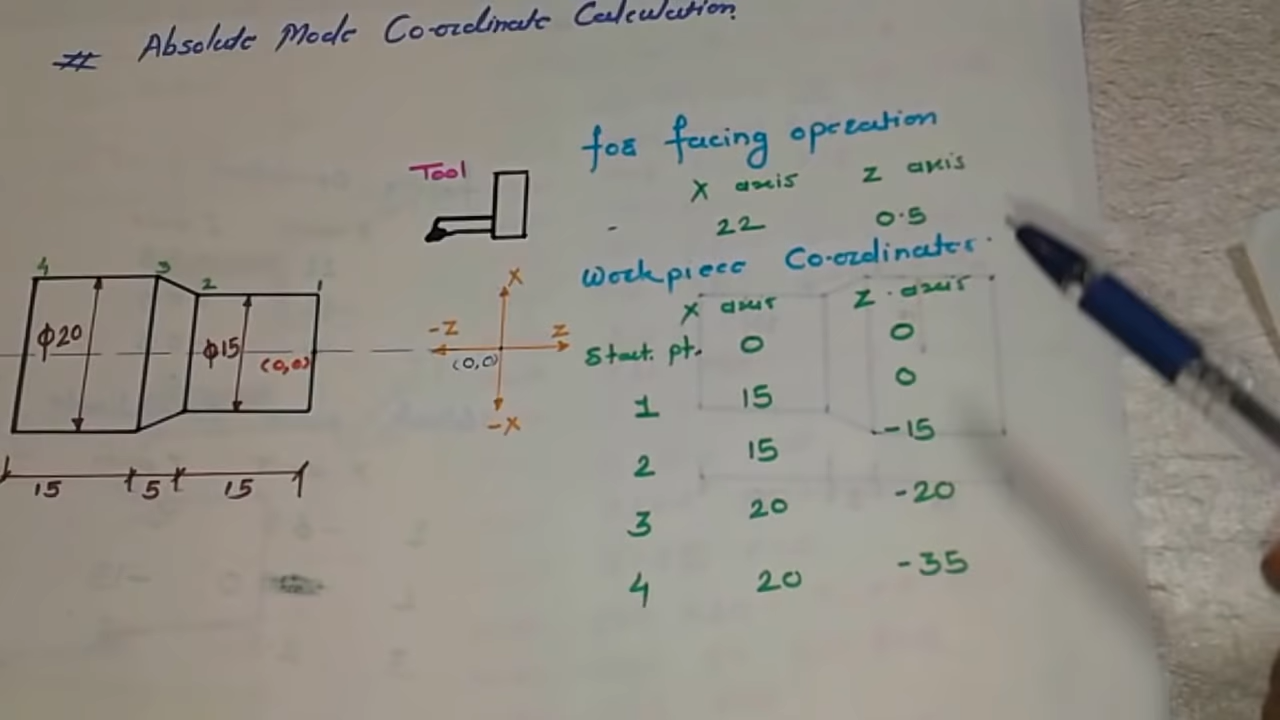 # Absolute Mode Co-ordinate Calculation.
for facing operation
X axis Z axis
- 22 0.5
Workpiece Co-ordinates.
X axis Z. axis
Start. pt. 0 0
1 15 0
2 15 -15
3 20 -20
4 20 -35
Tool
X
-Z Z
(0,0)
-X
4 3 2 1
ϕ20 ϕ15 (0,0)
15 5 15